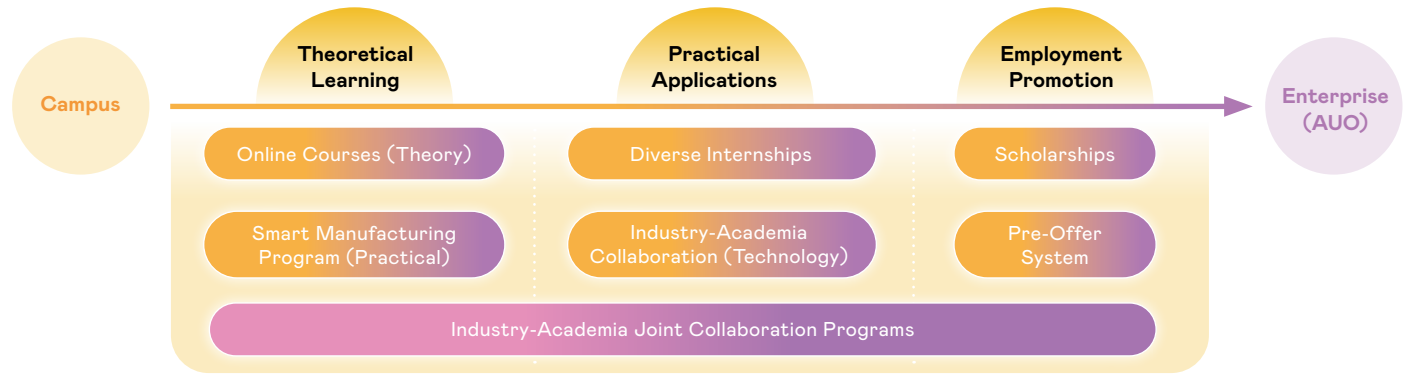 Campus
Theoretical
Learning
Practical
Applications
Employment
Promotion
Enterprise
(AUO)
Online Courses (Theory)
Diverse Internships
Scholarships
Smart Manufacturing
Program (Practical)
Industry-Academia
Collaboration (Technology)
Pre-Offer
System
Industry-Academia Joint Collaboration Programs